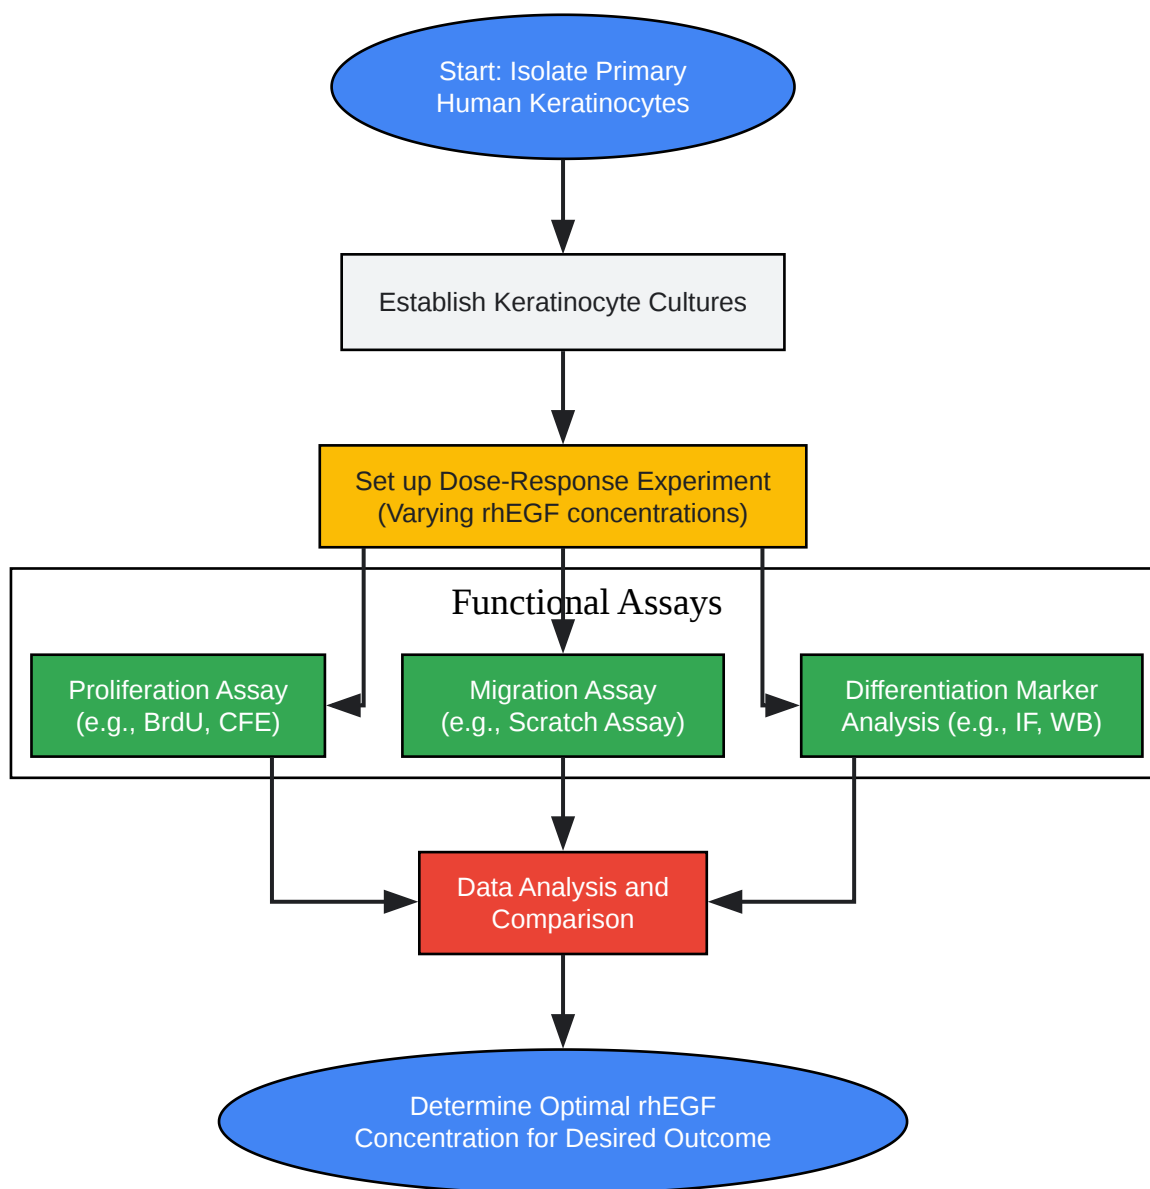 Start: Isolate Primary
Human Keratinocytes
Establish Keratinocyte Cultures
Set up Dose-Response Experiment
(Varying rhEGF concentrations)
Functional Assays
Proliferation Assay
(e.g., BrdU, CFE)
Migration Assay
(e.g., Scratch Assay)
Differentiation Marker
Analysis (e.g., IF, WB)
Data Analysis and
Comparison
Determine Optimal rhEGF
Concentration for Desired Outcome